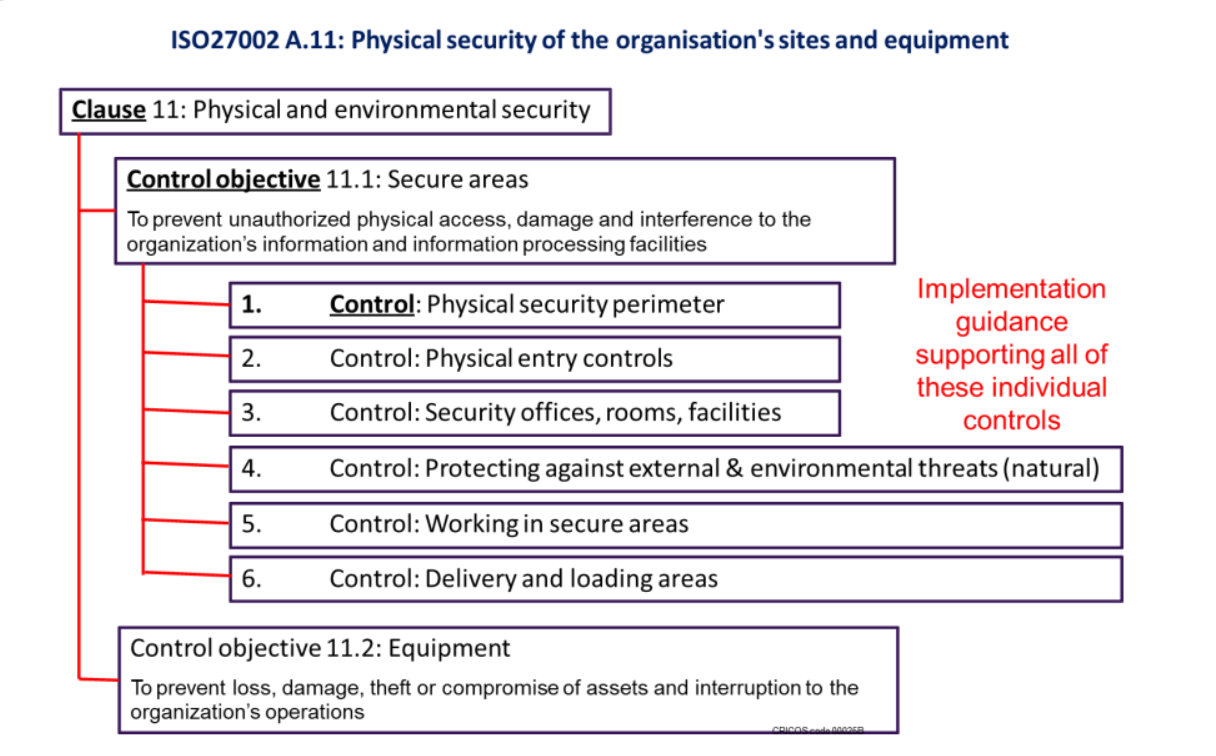 ISO27002 A.11: Physical security of the organisation's sites and equipment
Clause 11: Physical and environmental security
Control objective 11.1: Secure areas
To prevent unauthorized physical access, damage and interference to the
organization's information and information processing facilities
1. Control: Physical security perimeter
2. Control: Physical entry controls
3. Control: Security offices, rooms, facilities
4. Control: Protecting against external & environmental threats (natural)
5. Control: Working in secure areas
6. Control: Delivery and loading areas
Implementation
guidance
supporting all of
these individual
controls
Control objective 11.2: Equipment
To prevent loss, damage, theft or compromise of assets and interruption to the
organization's operations
CRICOS code